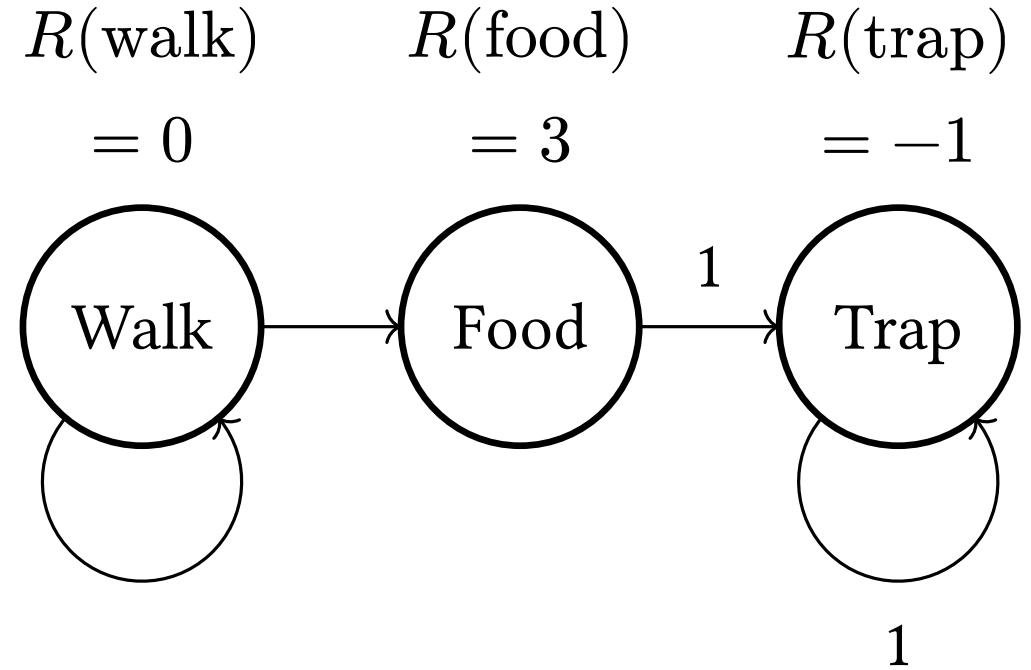 R(walk) R(food) R(trap)
= 0 = 3 = −1
1
Walk Food Trap
1